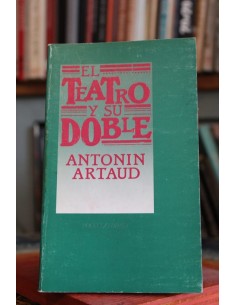 EL
TEATRO
Y SU
DOBLE
ANTONIN
ARTAUD